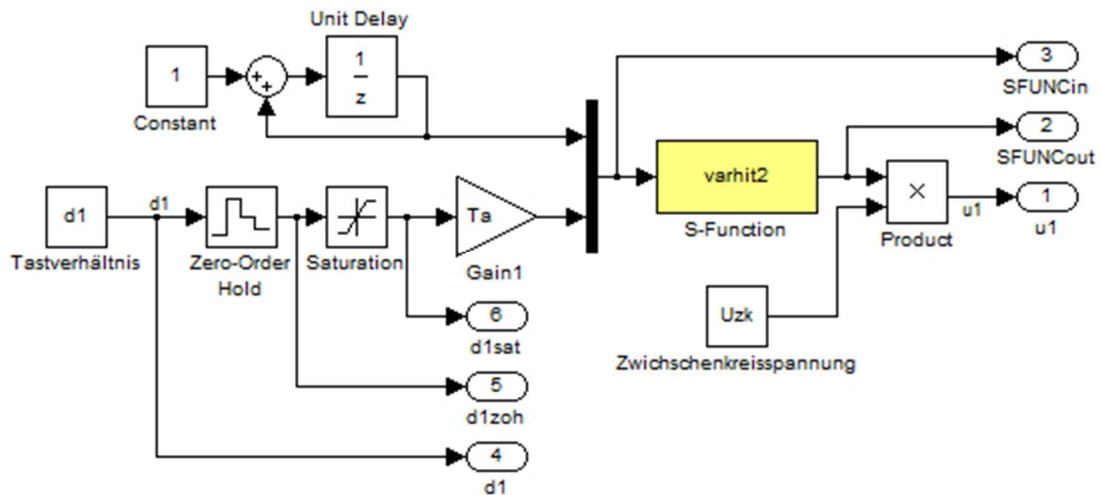 Unit Delay
1
z
1
+
+
Constant
3
SFUNCin
2
SFUNCout
varhit2
S-Function
×
Product
u1
1
u1
d1
d1
Tastverhältnis
Zero-Order
Hold
Saturation
Ta
Gain1
6
d1sat
Uzk
Zwichschenkreisspannung
5
d1zoh
4
d1